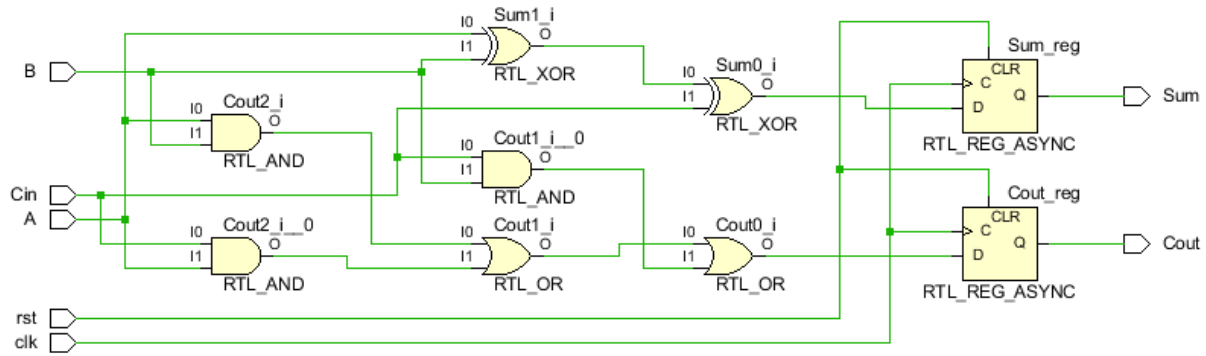 Sum1_i
I0
O
I1
RTL_XOR
B
Sum0_i
I0
O
I1
RTL_XOR
Sum_reg
CLR
C
Q
D
RTL_REG_ASYNC
Sum
Cout2_i
I0
O
I1
RTL_AND
Cout1_i__0
I0
O
I1
RTL_AND
Cin
A
Cout2_i__0
I0
O
I1
RTL_AND
Cout1_i
I0
O
I1
RTL_OR
Cout0_i
I0
O
I1
RTL_OR
Cout_reg
CLR
C
Q
D
RTL_REG_ASYNC
Cout
rst
clk